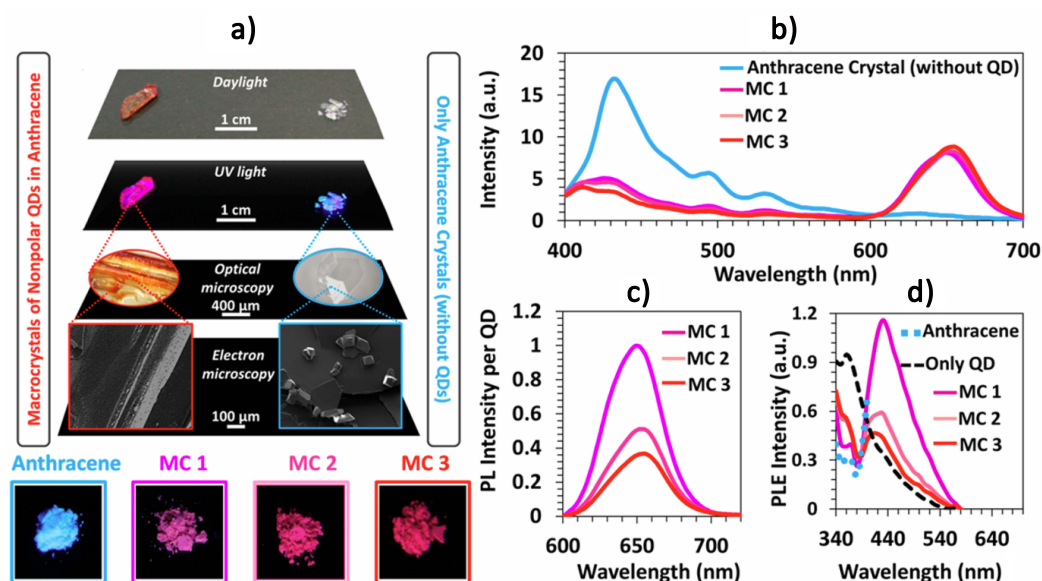 a)
Macrocrystals of Nonpolar QDs in Anthracene
Daylight
1 cm
UV light
1 cm
Optical
microscopy
400 µm
Electron
microscopy
100 µm
Only Anthracene Crystals (without QDs)
Anthracene
MC 1
MC 2
MC 3
b)
Intensity (a.u.)
20
15
10
5
0
Anthracene Crystal (without QD)
MC 1
MC 2
MC 3
400
500
600
700
Wavelength (nm)
c)
PL Intensity per QD
1.2
1
0.8
0.6
0.4
0.2
0
MC 1
MC 2
MC 3
600
650
700
Wavelength (nm)
d)
PLE Intensity (a.u.)
1.2
0.9
0.6
0.3
0
Anthracene
Only QD
MC 1
MC 2
MC 3
340
440
540
640
Wavelength (nm)